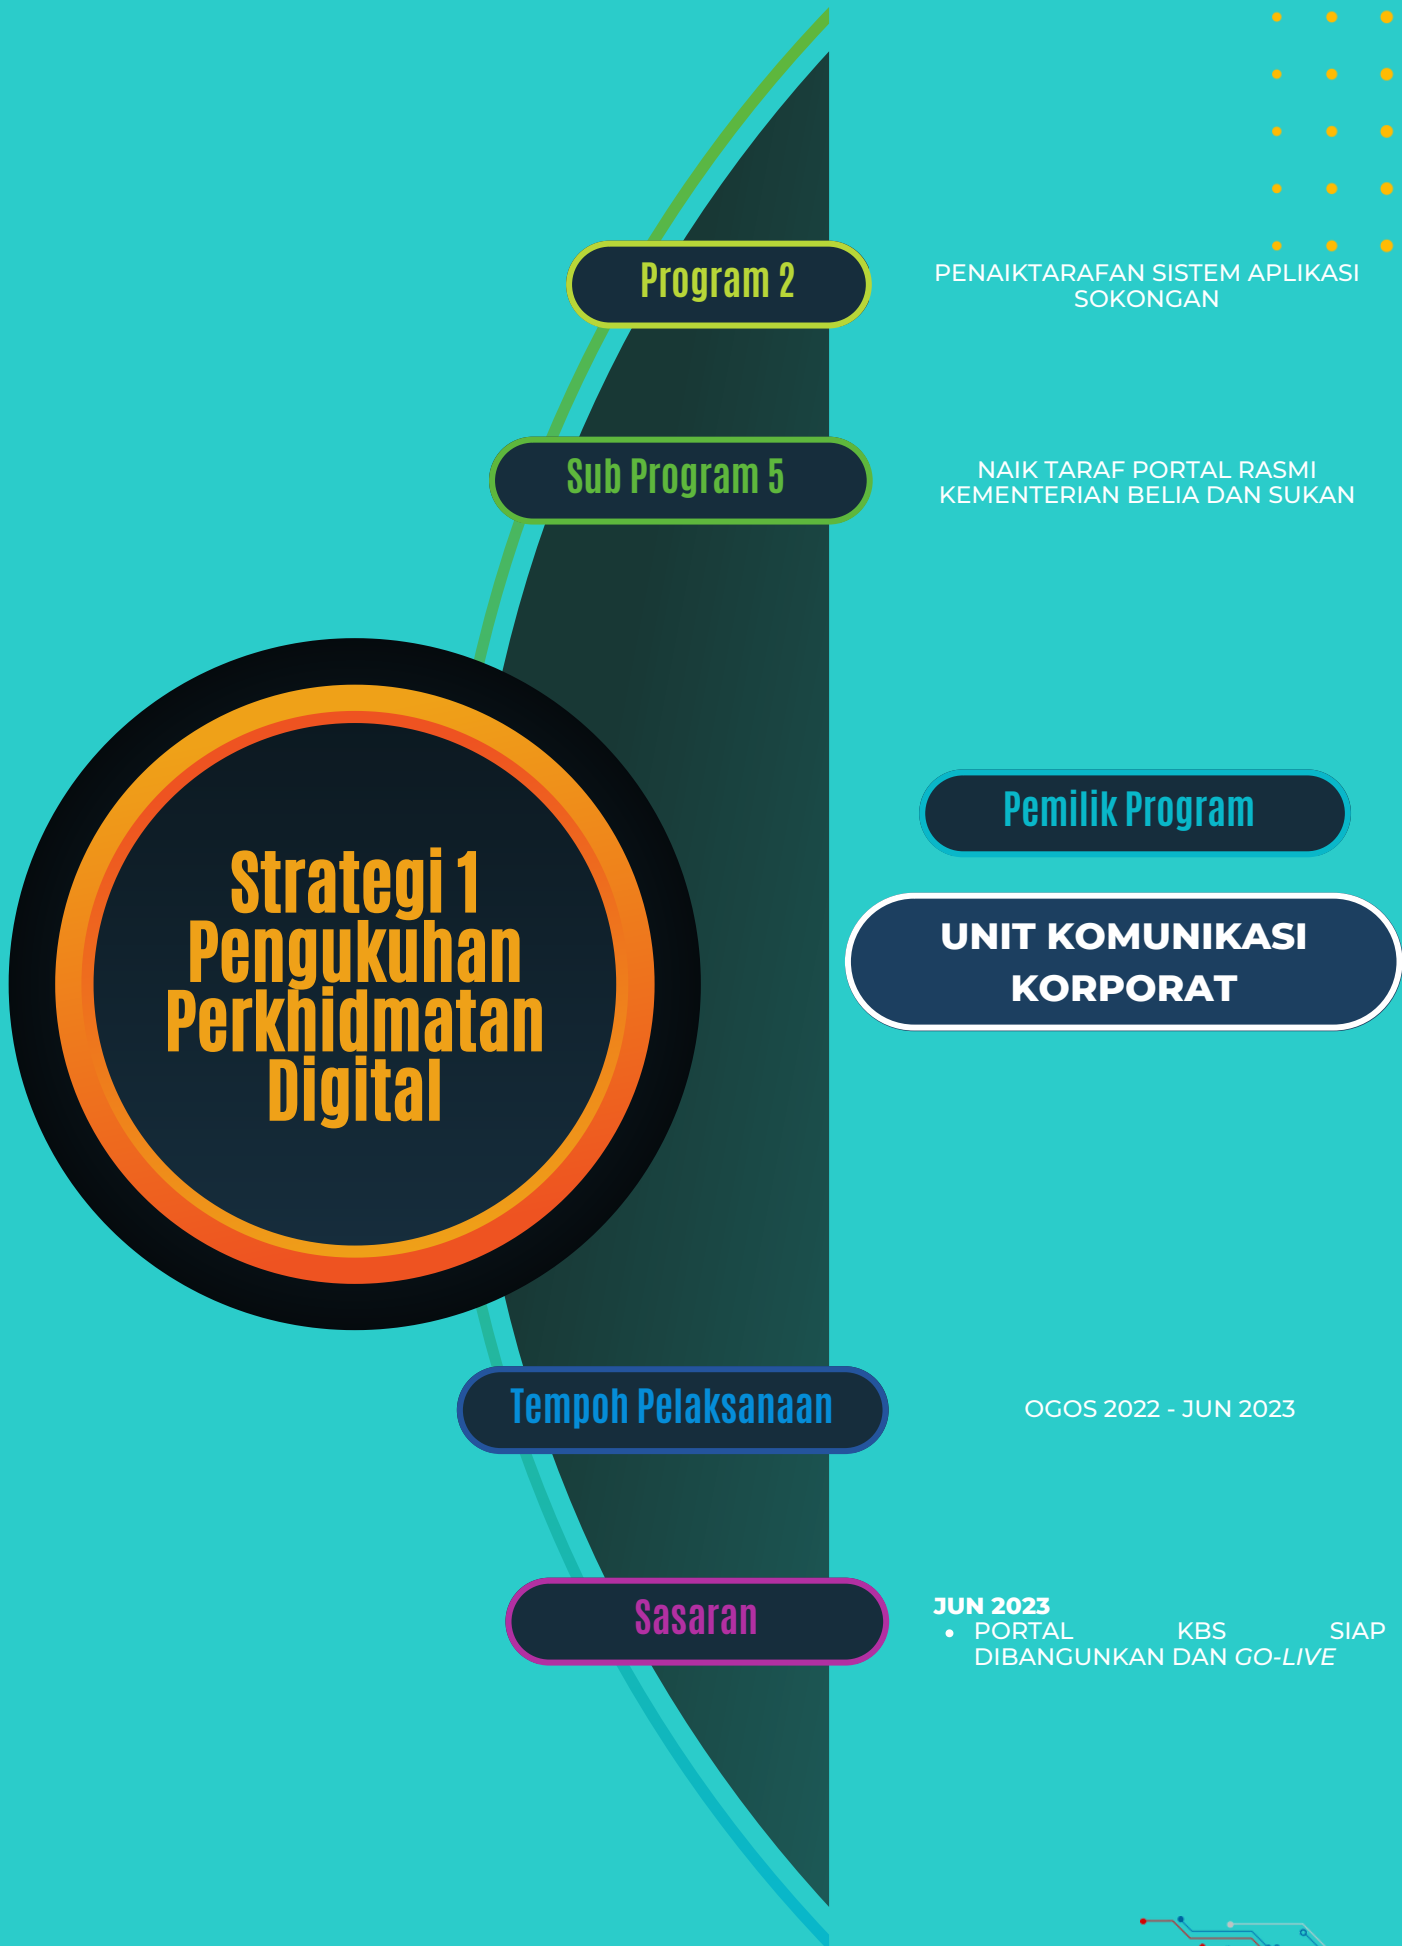 Program 2
PENAIKTARAFAN SISTEM APLIKASI
SOKONGAN
Sub Program 5
NAIK TARAF PORTAL RASMI
KEMENTERIAN BELIA DAN SUKAN
Strategi 1
Pengukuhan
Perkhidmatan
Digital
Pemilik Program
UNIT KOMUNIKASI
KORPORAT
Tempoh Pelaksanaan
OGOS 2022 - JUN 2023
Sasaran
JUN 2023
• PORTAL KBS SIAP
DIBANGUNKAN DAN GO-LIVE